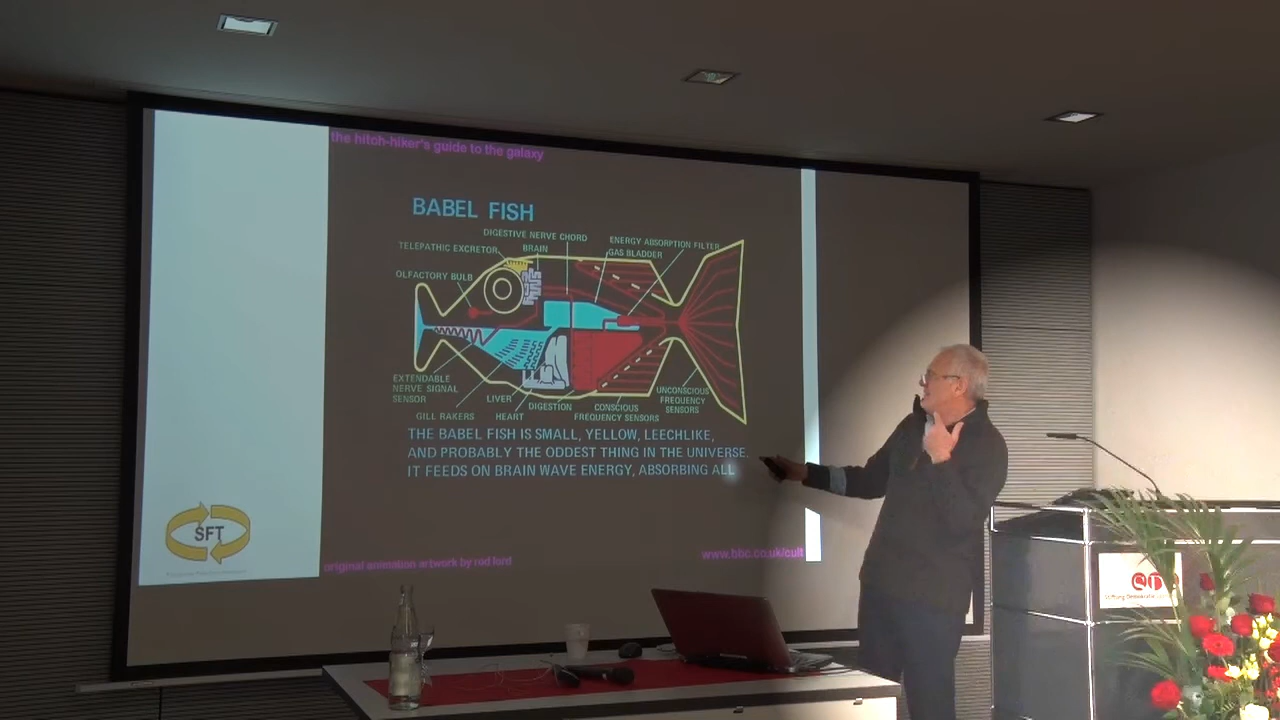 the hitch-hiker's guide to the galaxy
BABEL FISH
DIGESTIVE NERVE CHORD
ENERGY ABSORPTION FILTER
TELEPATHIC EXCRETOR
BRAIN
GAS BLADDER
OLFACTORY BULB
EXTENDABLE
NERVE SIGNAL
SENSOR
UNCONSCIOUS
FREQUENCY
SENSORS
LIVER
DIGESTION
CONSCIOUS
FREQUENCY SENSORS
GILL RAKERS
HEART
THE BABEL FISH IS SMALL, YELLOW, LEECHLIKE,
AND PROBABLY THE ODDEST THING IN THE UNIVERSE.
IT FEEDS ON BRAIN WAVE ENERGY, ABSORBING ALL
SFT
original animation artwork by rod lord
www.bbc.co.uk/cult
Stiftung Demokratie